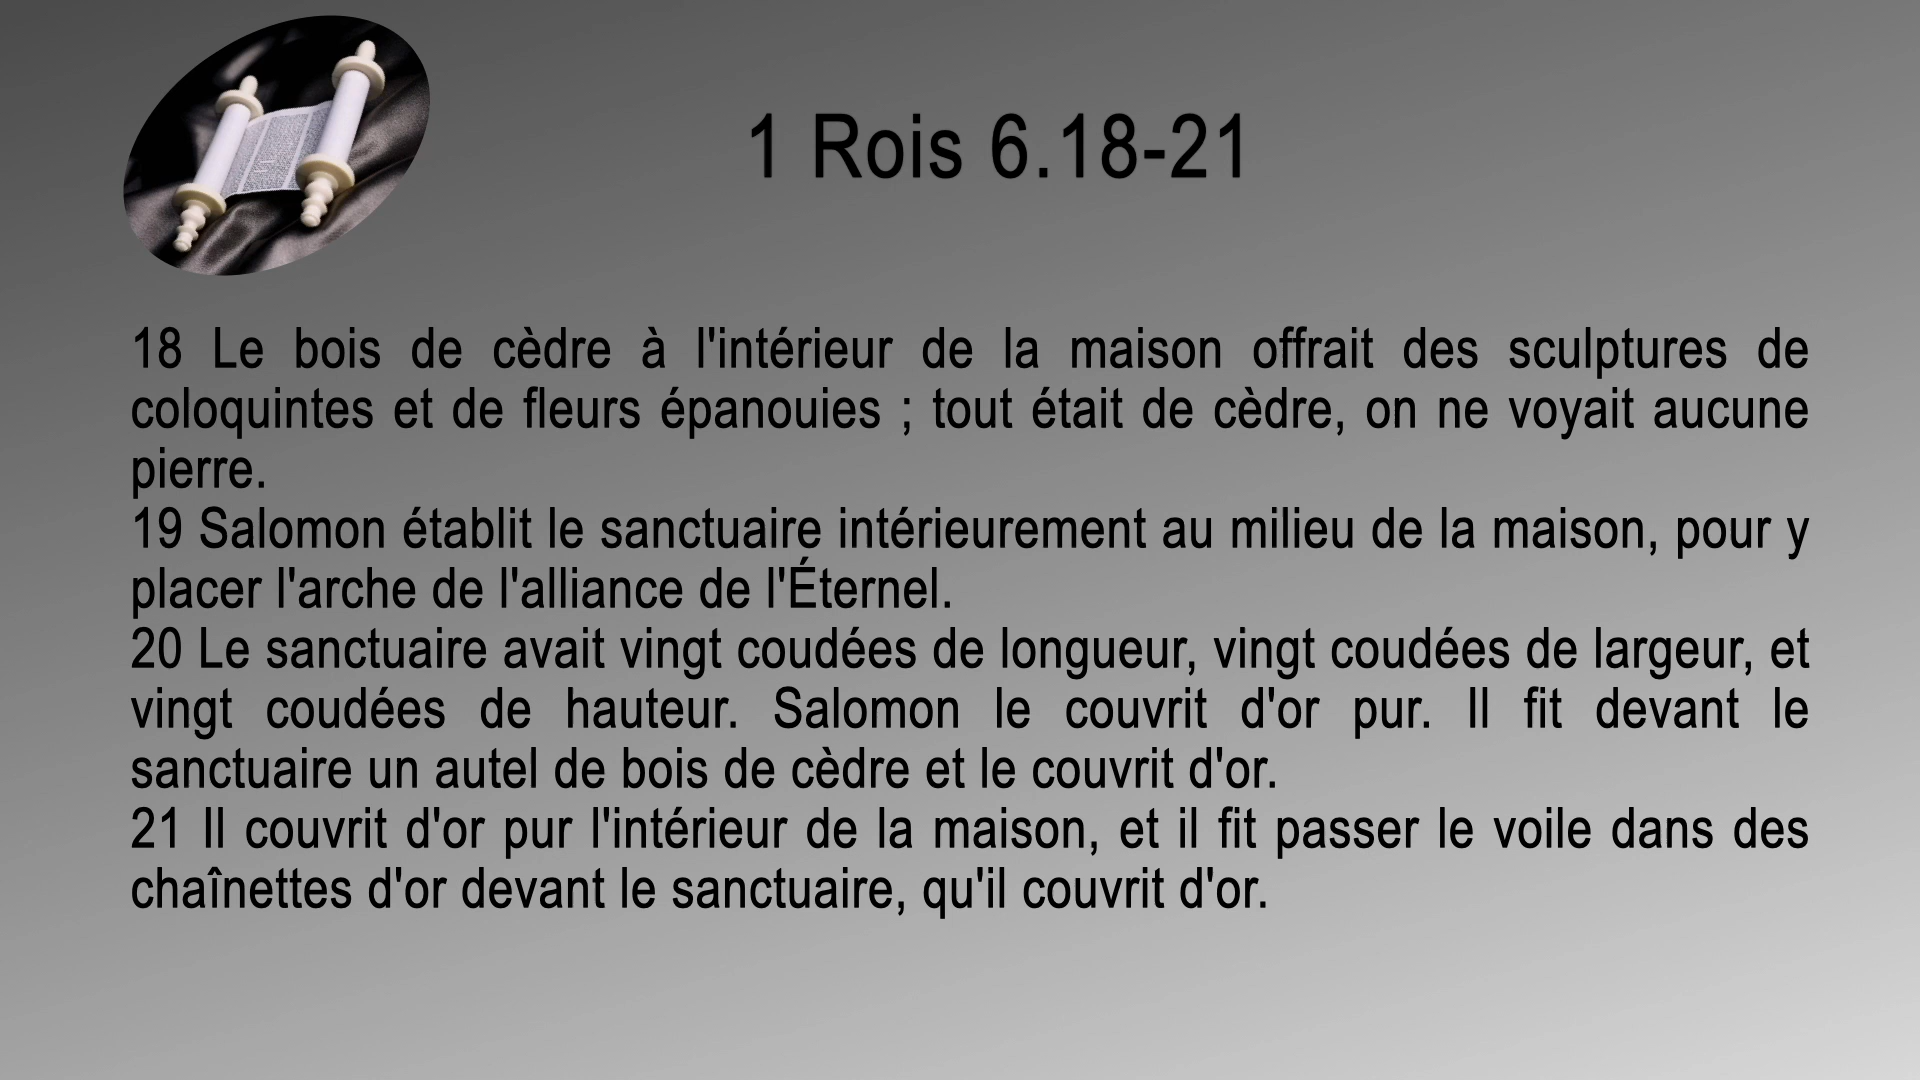 1 Rois 6.18-21
18 Le bois de cèdre à l'intérieur de la maison offrait des sculptures de
coloquintes et de fleurs épanouies ; tout était de cèdre, on ne voyait aucune
pierre.
19 Salomon établit le sanctuaire intérieurement au milieu de la maison, pour y
placer l'arche de l'alliance de l'Éternel.
20 Le sanctuaire avait vingt coudées de longueur, vingt coudées de largeur, et
vingt coudées de hauteur. Salomon le couvrit d'or pur. Il fit devant le
sanctuaire un autel de bois de cèdre et le couvrit d'or.
21 Il couvrit d'or pur l'intérieur de la maison, et il fit passer le voile dans des
chaînettes d'or devant le sanctuaire, qu'il couvrit d'or.